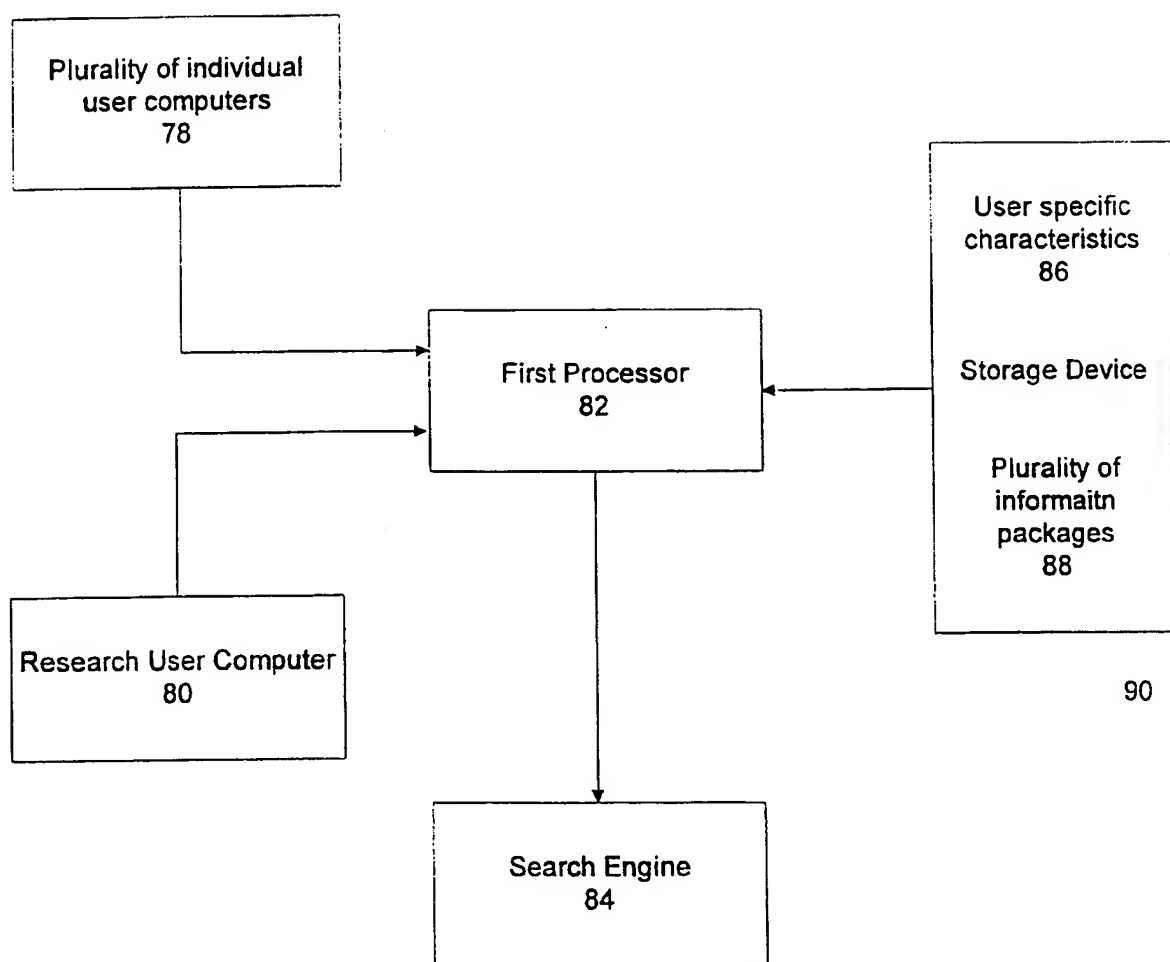 Plurality of individual
user computers
78
User specific
characteristics
86
First Processor
82
Storage Device
Plurality of
informaitn
packages
88
Research User Computer
80
90
Search Engine
84